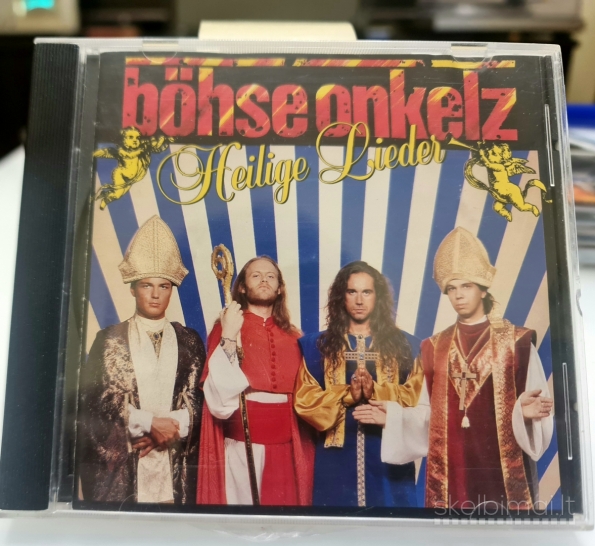 böhse onkelz
Heilige Lieder
skelbimai.lt